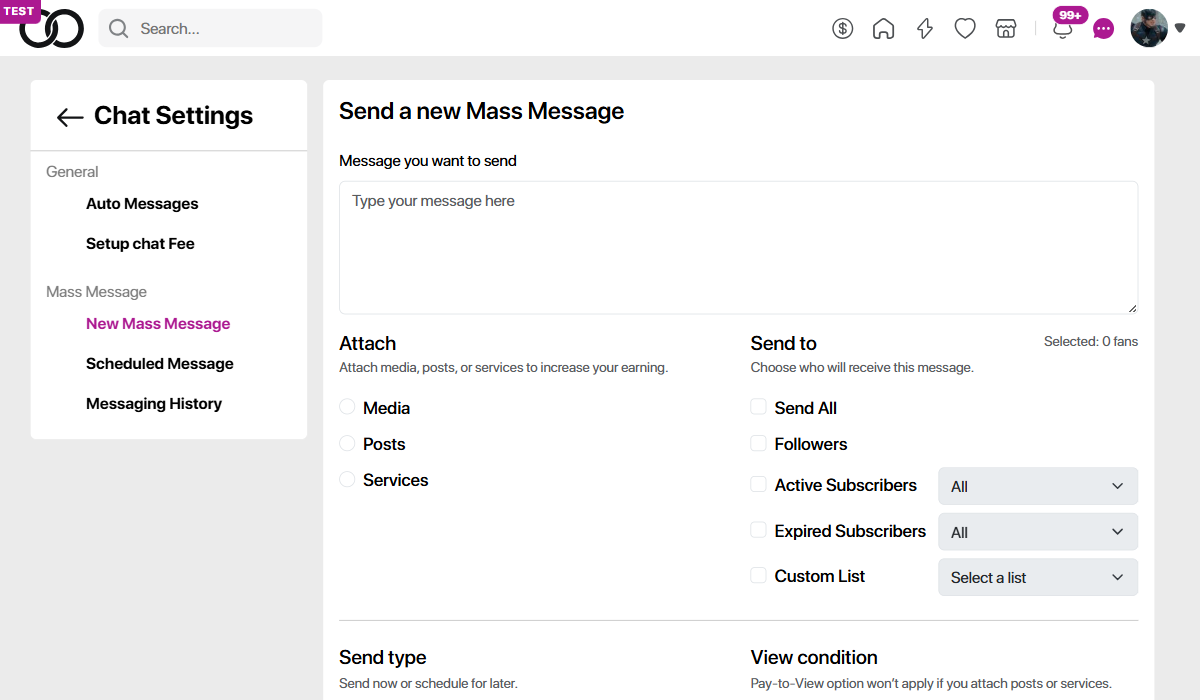 TEST
Search...
99+
Chat Settings
General
Auto Messages
Setup chat Fee
Mass Message
New Mass Message
Scheduled Message
Messaging History
Send a new Mass Message
Message you want to send
Type your message here
Attach
Attach media, posts, or services to increase your earning.
Media
Posts
Services
Send to
Selected: 0 fans
Choose who will receive this message.
Send All
Followers
Active Subscribers
All
Expired Subscribers
All
Custom List
Select a list
Send type
Send now or schedule for later.
View condition
Pay-to-View option won’t apply if you attach posts or services.